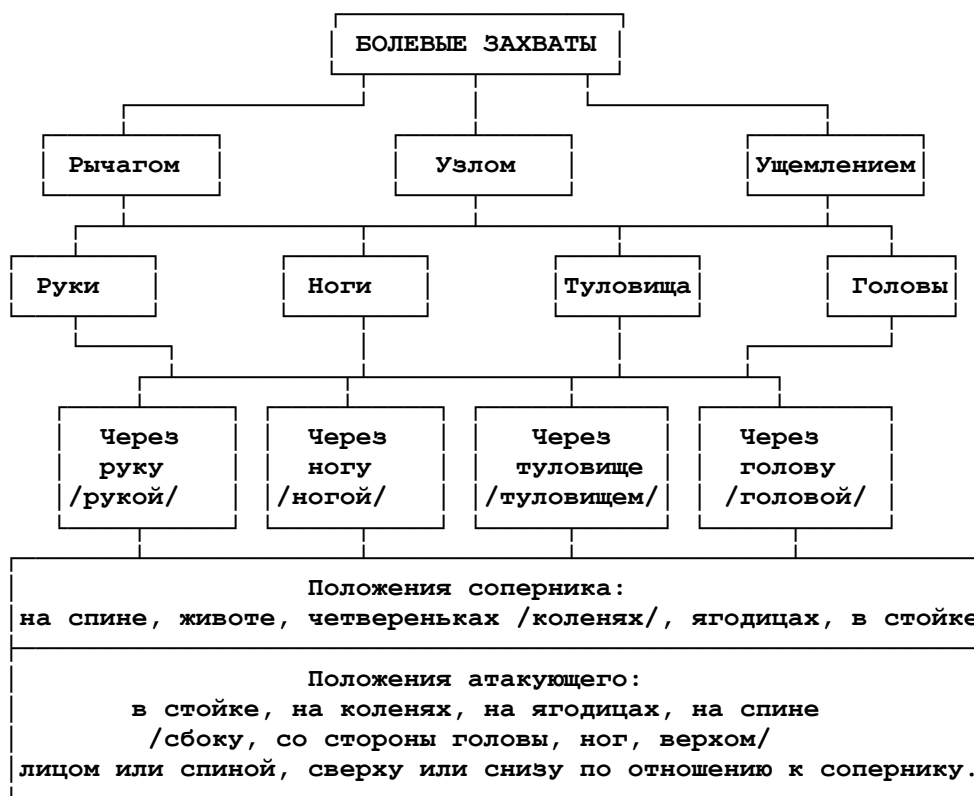 БОЛЕВЫЕ ЗАХВАТЫ
Рычагом Узлом Ущемлением
Руки Ноги Туловища Головы
Через Через Через Через
руку ногу туловище голову
/рукой/ /ногой/ /туловищем/ /головой/
Положения соперника:
на спине, животе, четвереньках /коленях/, ягодицах, в стойке
Положения атакующего:
в стойке, на коленях, на ягодицах, на спине
/сбоку, со стороны головы, ног, верхом/
лицом или спиной, сверху или снизу по отношению к сопернику.